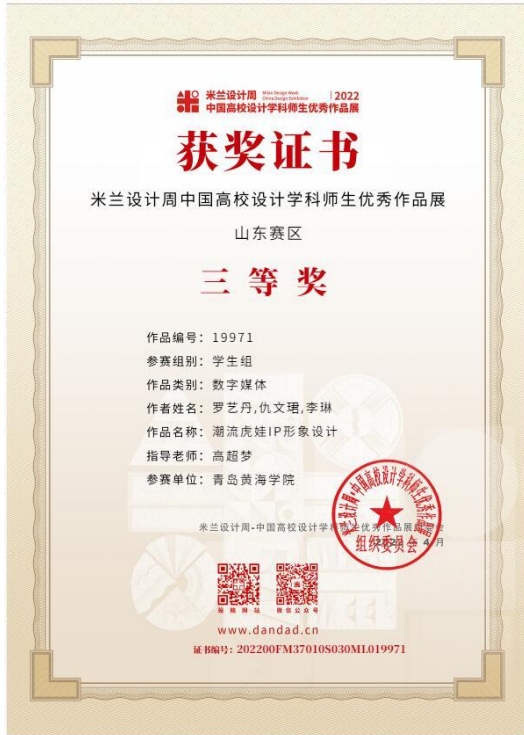 米兰设计周 Milan Design Week China Design Exhibition 2022
中国高校设计学科师生优秀作品展
获奖证书
米兰设计周中国高校设计学科师生优秀作品展
山东赛区
三等奖
作品编号：19971
参赛组别：学生组
作品类别：数字媒体
作者姓名：罗艺丹,仇文珺,李琳
作品名称：潮流虎娃IP形象设计
指导老师：高超梦
参赛单位：青岛黄海学院
米兰设计周-中国高校设计学科师生优秀作品展
4月
组织委员会
微信公众号
www.dandad.cn
证书编号：202200FM37010S030ML019971